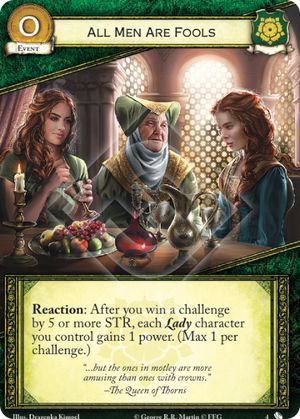 0
ALL MEN ARE FOOLS
EVENT
Reaction: After you win a challenge
by 5 or more STR, each Lady character
you control gains 1 power. (Max 1 per
challenge.)
"...but the ones in motley are more
amusing than ones with crowns."
–The Queen of Thorns
Illus. Drazenka Kimpel
© George R.R. Martin © FFG
4